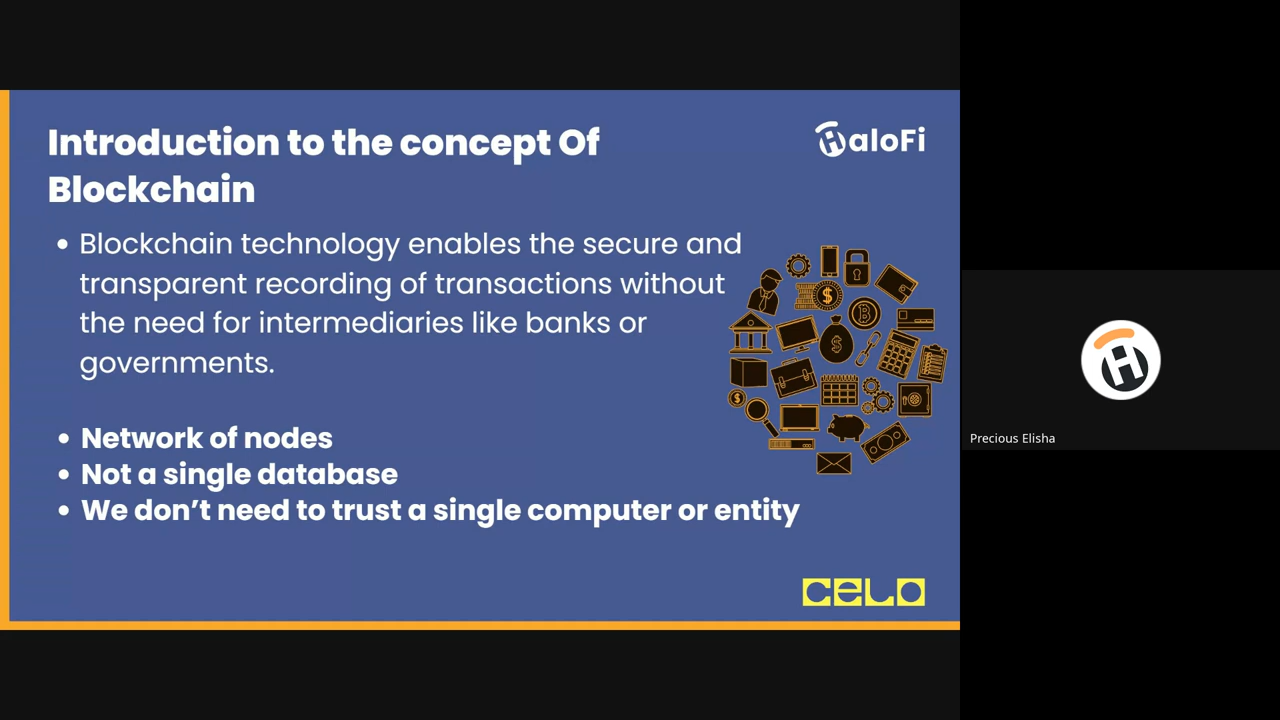 Introduction to the concept Of
Blockchain
HaloFi
• Blockchain technology enables the secure and
transparent recording of transactions without
the need for intermediaries like banks or
governments.
• Network of nodes
• Not a single database
• We don’t need to trust a single computer or entity
CELO
Precious Elisha